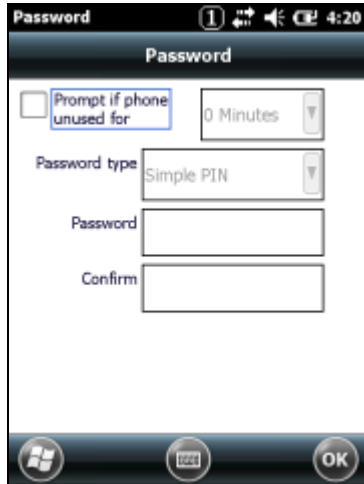 Password 1 4:20
Password
Prompt if phone
unused for
0 Minutes
Password type
Simple PIN
Password
Confirm
OK